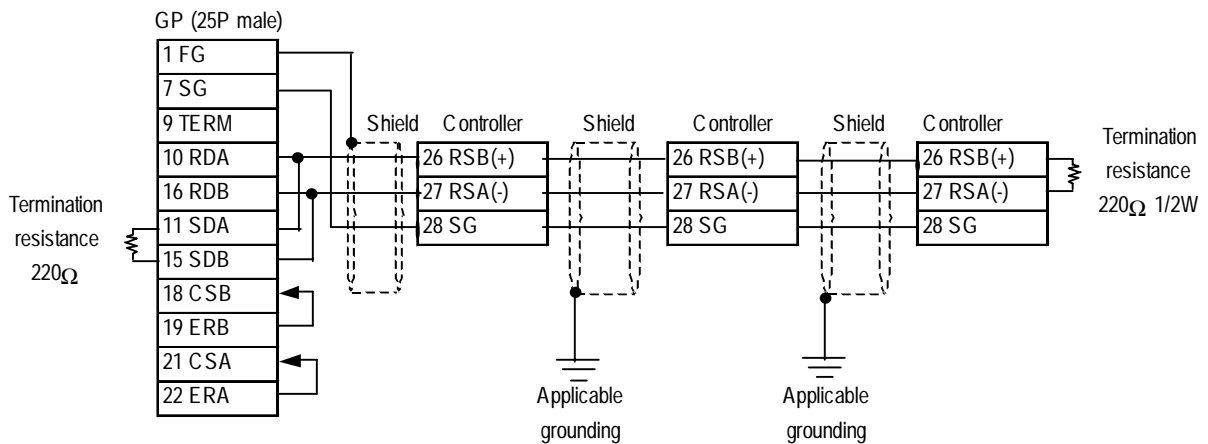 GP (25P male)
1 FG
7 SG
9 TERM
10 RDA
16 RDB
11 SDA
15 SDB
18 CSB
19 ERB
21 CSA
22 ERA
Termination
resistance
220Ω
Shield
Controller
26 RSB(+)
27 RSA(-)
28 SG
Shield
Controller
26 RSB(+)
27 RSA(-)
28 SG
Shield
Controller
26 RSB(+)
27 RSA(-)
28 SG
Termination
resistance
220Ω 1/2W
Applicable
grounding
Applicable
grounding